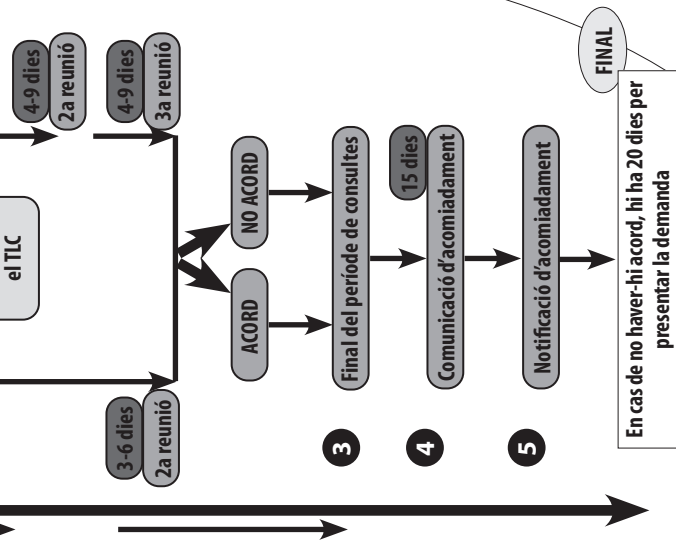 el TLC
4-9 dies
2a reunió
4-9 dies
3a reunió
3-6 dies
2a reunió
ACORD
NO ACORD
3
Final del període de consultes
15 dies
4
Comunicació d'acomiadament
5
Notificació d'acomiadament
FINAL
En cas de no haver-hi acord, hi ha 20 dies per
presentar la demanda